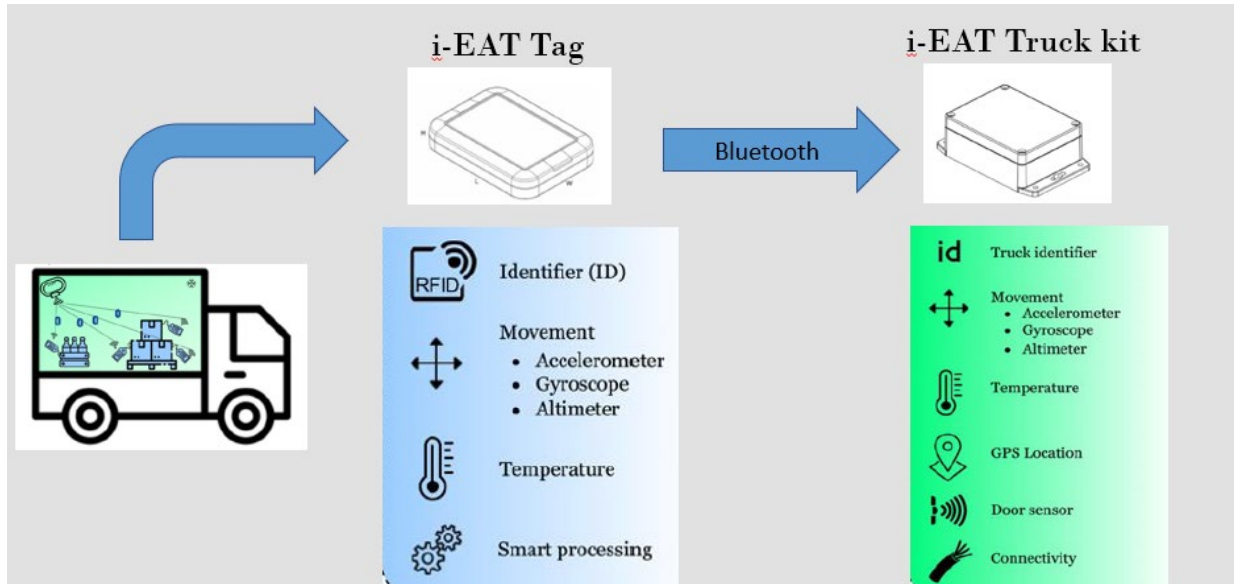 i-EAT Tag
i-EAT Truck kit
Bluetooth
RFID
Identifier (ID)
Movement
• Accelerometer
• Gyroscope
• Altimeter
Temperature
Smart processing
id
Truck identifier
Movement
• Accelerometer
• Gyroscope
• Altimeter
Temperature
GPS Location
Door sensor
Connectivity